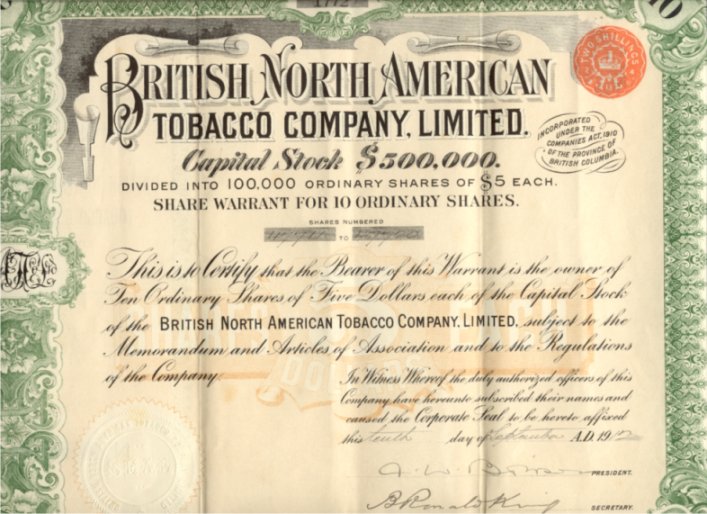 10
TWO SHILLINGS
BRITISH NORTH AMERICAN
TOBACCO COMPANY, LIMITED.
INCORPORATED
UNDER THE
COMPANIES ACT, 1910
OF THE PROVINCE OF
BRITISH COLUMBIA.
Capital Stock $500,000.
DIVIDED INTO 100,000 ORDINARY SHARES OF $5 EACH.
SHARE WARRANT FOR 10 ORDINARY SHARES.
SHARES NUMBERED
TO
This is to Certify that the Bearer of this Warrant is the owner of
Ten Ordinary Shares of Five Dollars each of the Capital Stock
of the BRITISH NORTH AMERICAN TOBACCO COMPANY, LIMITED, subject to the
Memorandum and Articles of Association and to the Regulations
of the Company.
In Witness Whereof the duly authorized officers of this
Company have hereunto subscribed their names and
caused the Corporate Seal to be hereto affixed
this tenth day of September A.D. 1912
PRESIDENT.
B Ronald King SECRETARY.